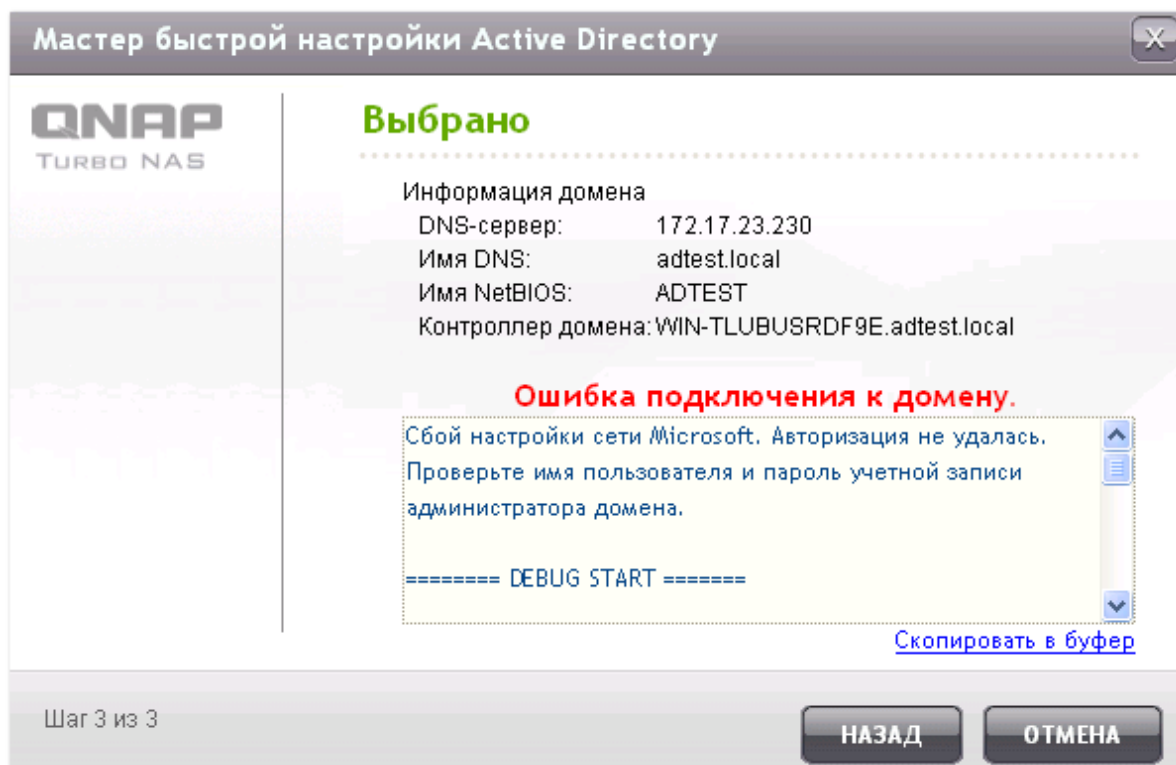 Мастер быстрой настройки Active Directory
X
QNAP
TURBO NAS
Выбрано
Информация домена
DNS-сервер: 172.17.23.230
Имя DNS: adtest.local
Имя NetBIOS: ADTEST
Контроллер домена: WIN-TLUBUSRDF9E.adtest.local
Ошибка подключения к домену.
Сбой настройки сети Microsoft. Авторизация не удалась.
Проверьте имя пользователя и пароль учетной записи
администратора домена.
======== DEBUG START =======
Скопировать в буфер
Шаг 3 из 3
НАЗАД
ОТМЕНА